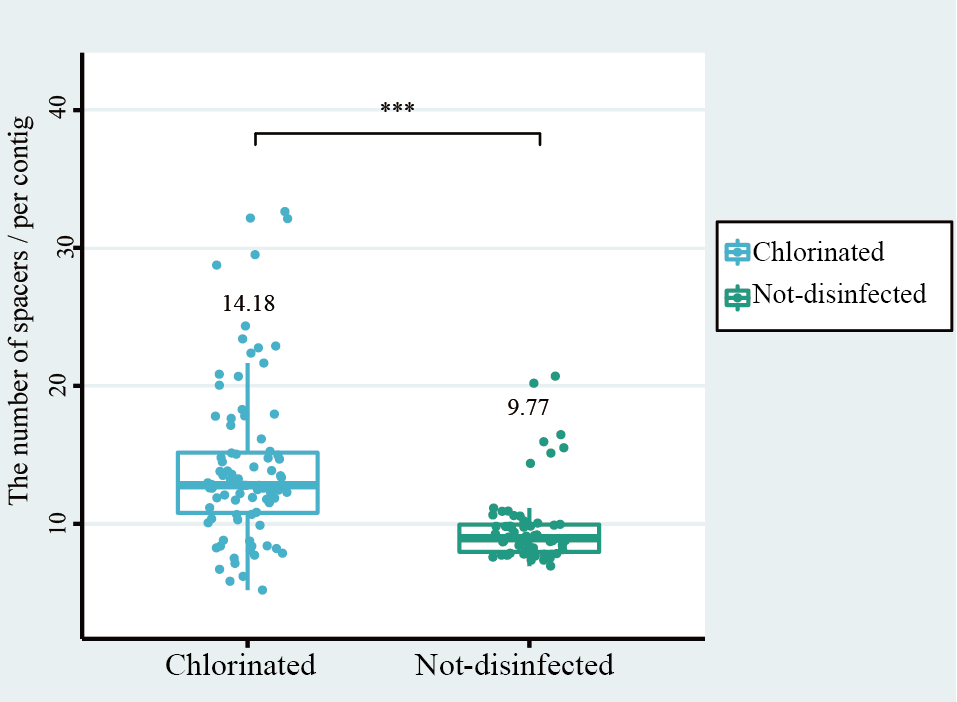 The number of spacers / per contig
40
30
20
10
***
14.18
9.77
Chlorinated
Not-disinfected
Chlorinated
Not-disinfected